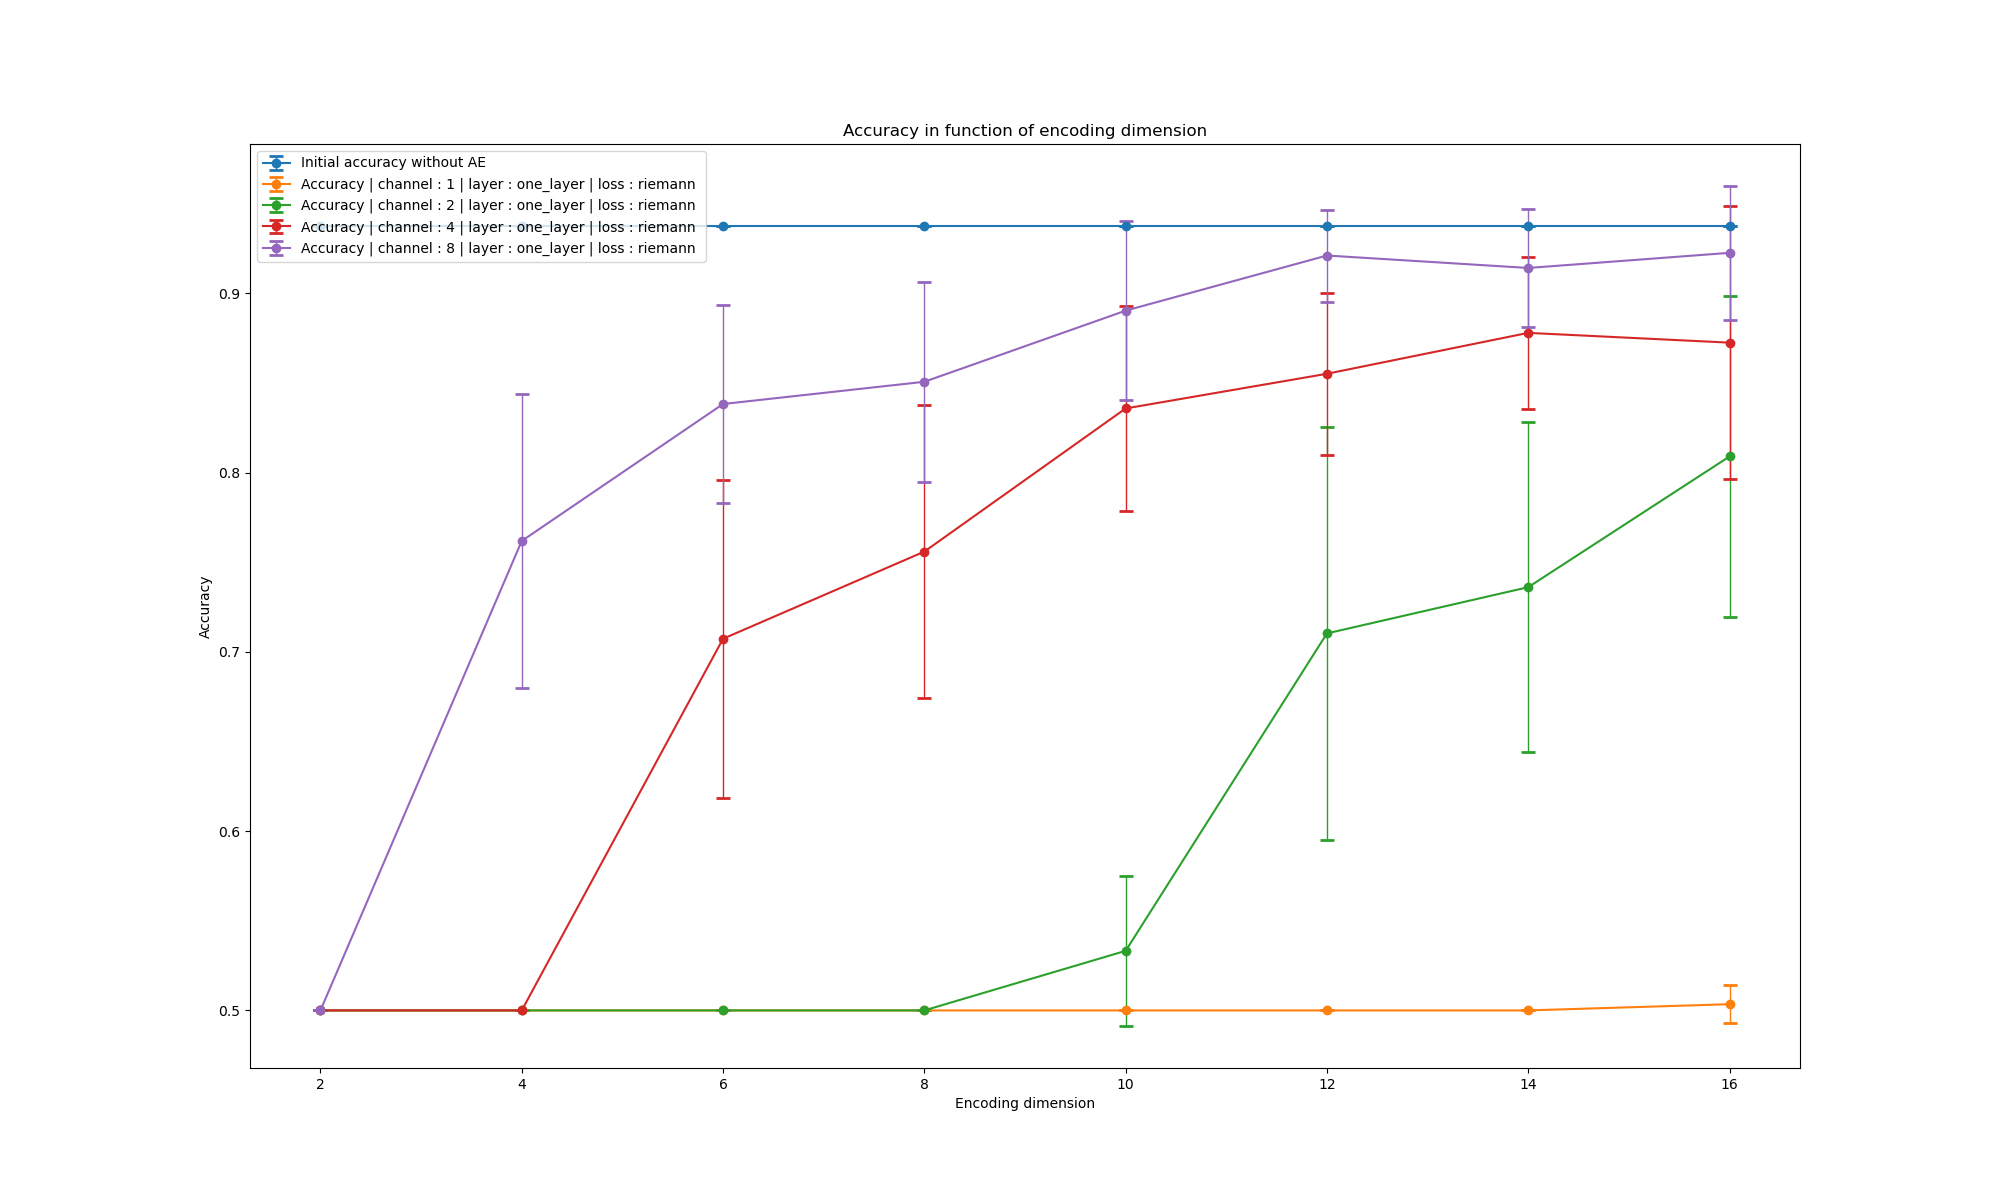 Accuracy in function of encoding dimension
Initial accuracy without AE
Accuracy | channel : 1 | layer : one_layer | loss : riemann
Accuracy | channel : 2 | layer : one_layer | loss : riemann
Accuracy | channel : 4 | layer : one_layer | loss : riemann
Accuracy | channel : 8 | layer : one_layer | loss : riemann
0.9
0.8
0.7
0.6
0.5
Accuracy
2 4 6 8 10 12 14 16
Encoding dimension